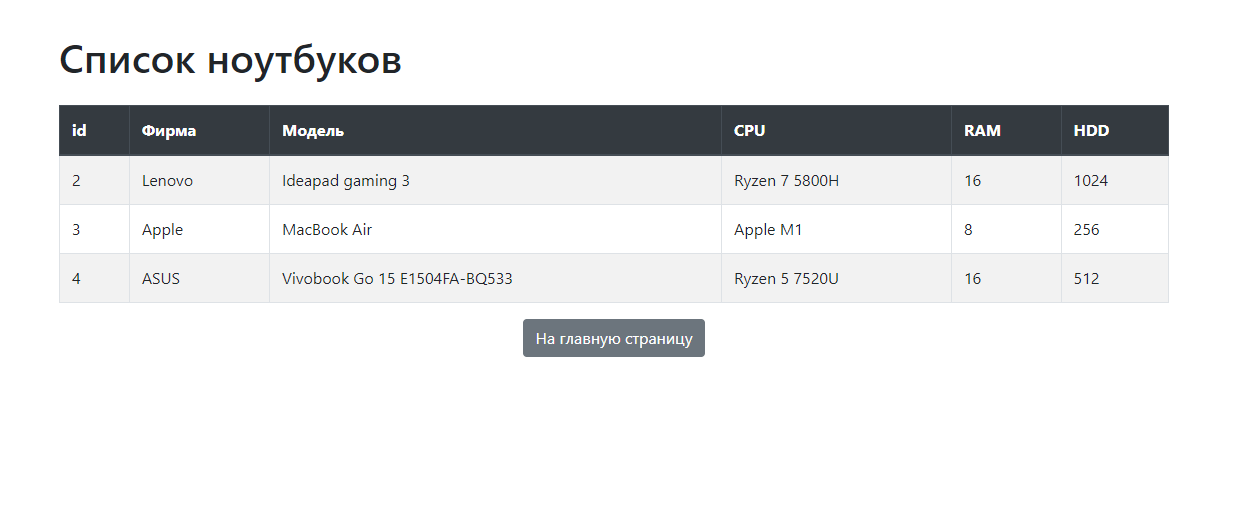 Список ноутбуков
id Фирма Модель CPU RAM HDD
2 Lenovo Ideapad gaming 3 Ryzen 7 5800H 16 1024
3 Apple MacBook Air Apple M1 8 256
4 ASUS Vivobook Go 15 E1504FA-BQ533 Ryzen 5 7520U 16 512
На главную страницу